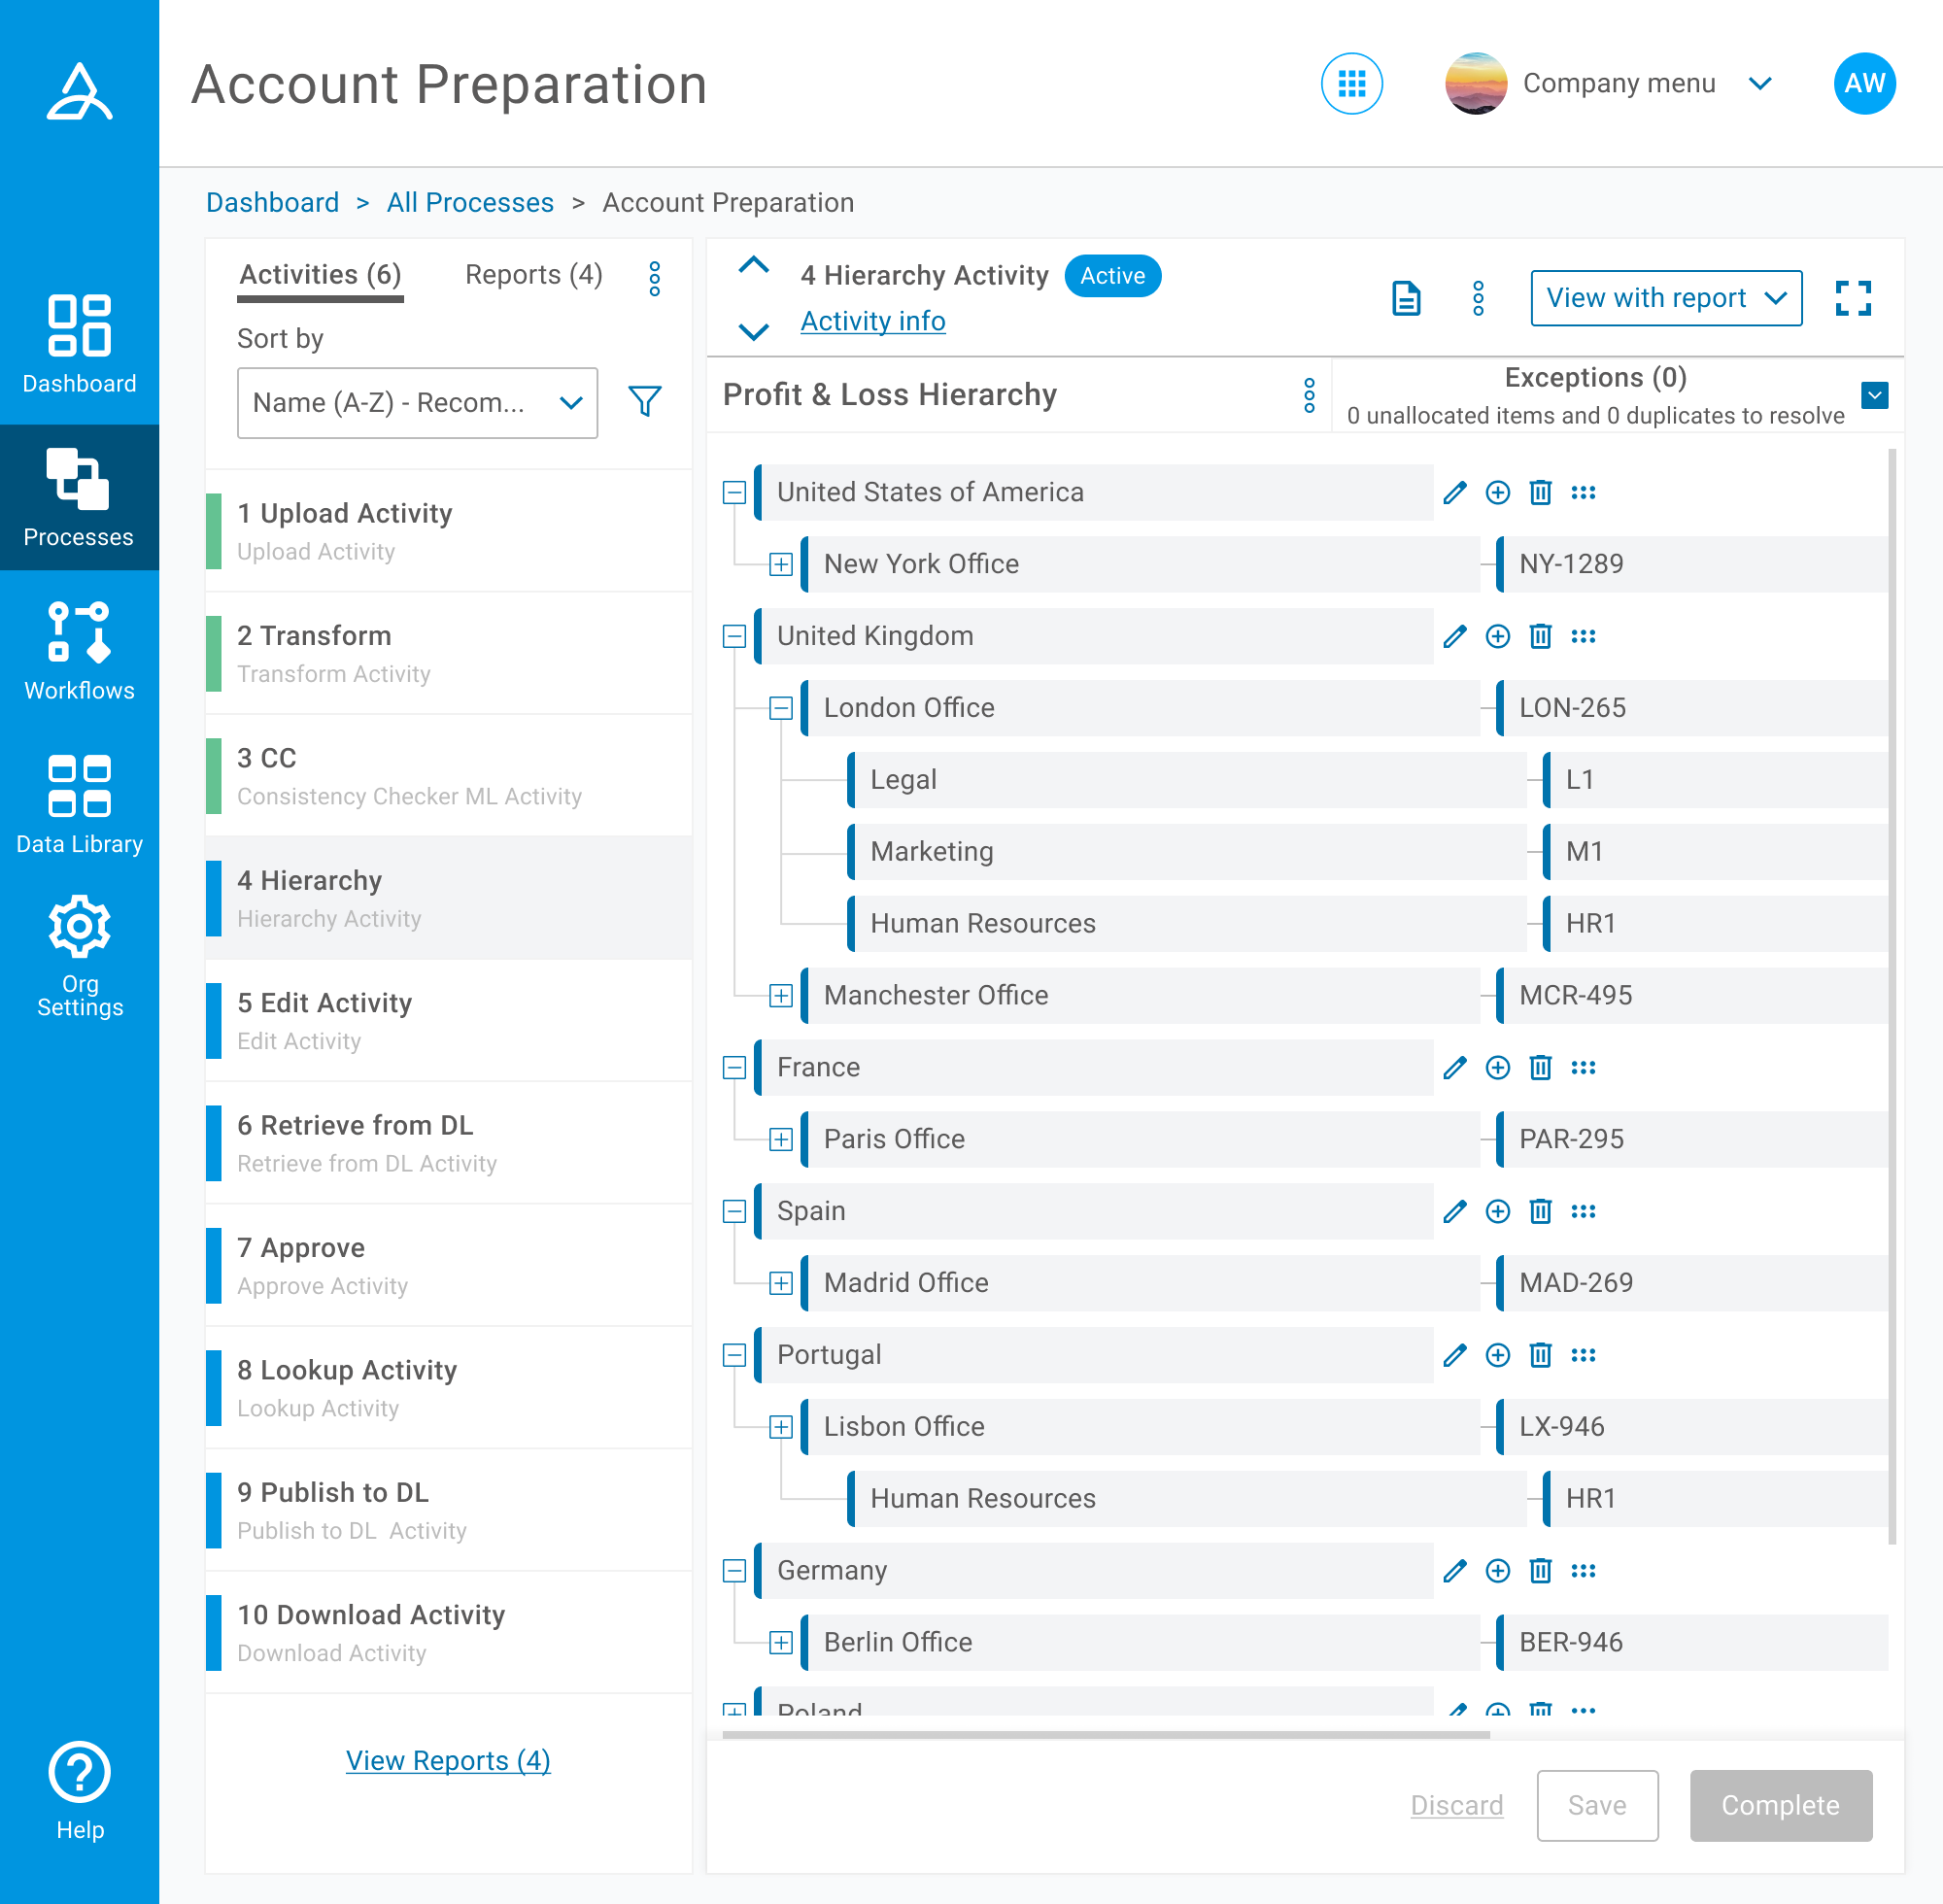 Account Preparation
Company menu
AW
Dashboard > All Processes > Account Preparation
Dashboard
Processes
Workflows
Data Library
Org
Settings
Help
Activities (6)
Reports (4)
Sort by
Name (A-Z) - Recom...
1 Upload Activity
Upload Activity
2 Transform
Transform Activity
3 CC
Consistency Checker ML Activity
4 Hierarchy
Hierarchy Activity
5 Edit Activity
Edit Activity
6 Retrieve from DL
Retrieve from DL Activity
7 Approve
Approve Activity
8 Lookup Activity
Lookup Activity
9 Publish to DL
Publish to DL Activity
10 Download Activity
Download Activity
View Reports (4)
4 Hierarchy Activity
Active
Activity info
View with report
Profit & Loss Hierarchy
Exceptions (0)
0 unallocated items and 0 duplicates to resolve
United States of America
New York Office
NY-1289
United Kingdom
London Office
LON-265
Legal
L1
Marketing
M1
Human Resources
HR1
Manchester Office
MCR-495
France
Paris Office
PAR-295
Spain
Madrid Office
MAD-269
Portugal
Lisbon Office
LX-946
Human Resources
HR1
Germany
Berlin Office
BER-946
Poland
Discard
Save
Complete